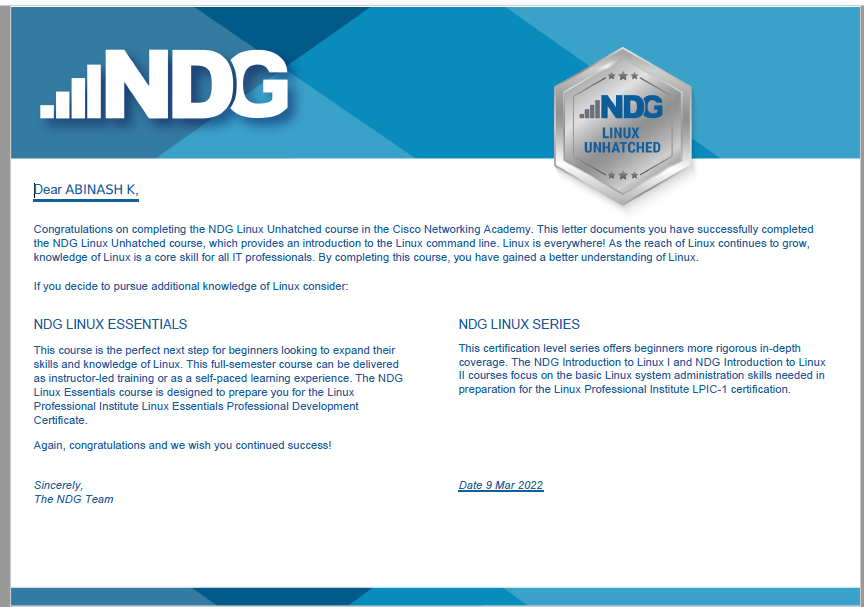 NDG
NDG
LINUX
UNHATCHED
Dear ABINASH K,
Congratulations on completing the NDG Linux Unhatched course in the Cisco Networking Academy. This letter documents you have successfully completed
the NDG Linux Unhatched course, which provides an introduction to the Linux command line. Linux is everywhere! As the reach of Linux continues to grow,
knowledge of Linux is a core skill for all IT professionals. By completing this course, you have gained a better understanding of Linux.
If you decide to pursue additional knowledge of Linux consider:
NDG LINUX ESSENTIALS
This course is the perfect next step for beginners looking to expand their
skills and knowledge of Linux. This full-semester course can be delivered
as instructor-led training or as a self-paced learning experience. The NDG
Linux Essentials course is designed to prepare you for the Linux
Professional Institute Linux Essentials Professional Development
Certificate.
Again, congratulations and we wish you continued success!
Sincerely,
The NDG Team
NDG LINUX SERIES
This certification level series offers beginners more rigorous in-depth
coverage. The NDG Introduction to Linux I and NDG Introduction to Linux
II courses focus on the basic Linux system administration skills needed in
preparation for the Linux Professional Institute LPIC-1 certification.
Date 9 Mar 2022